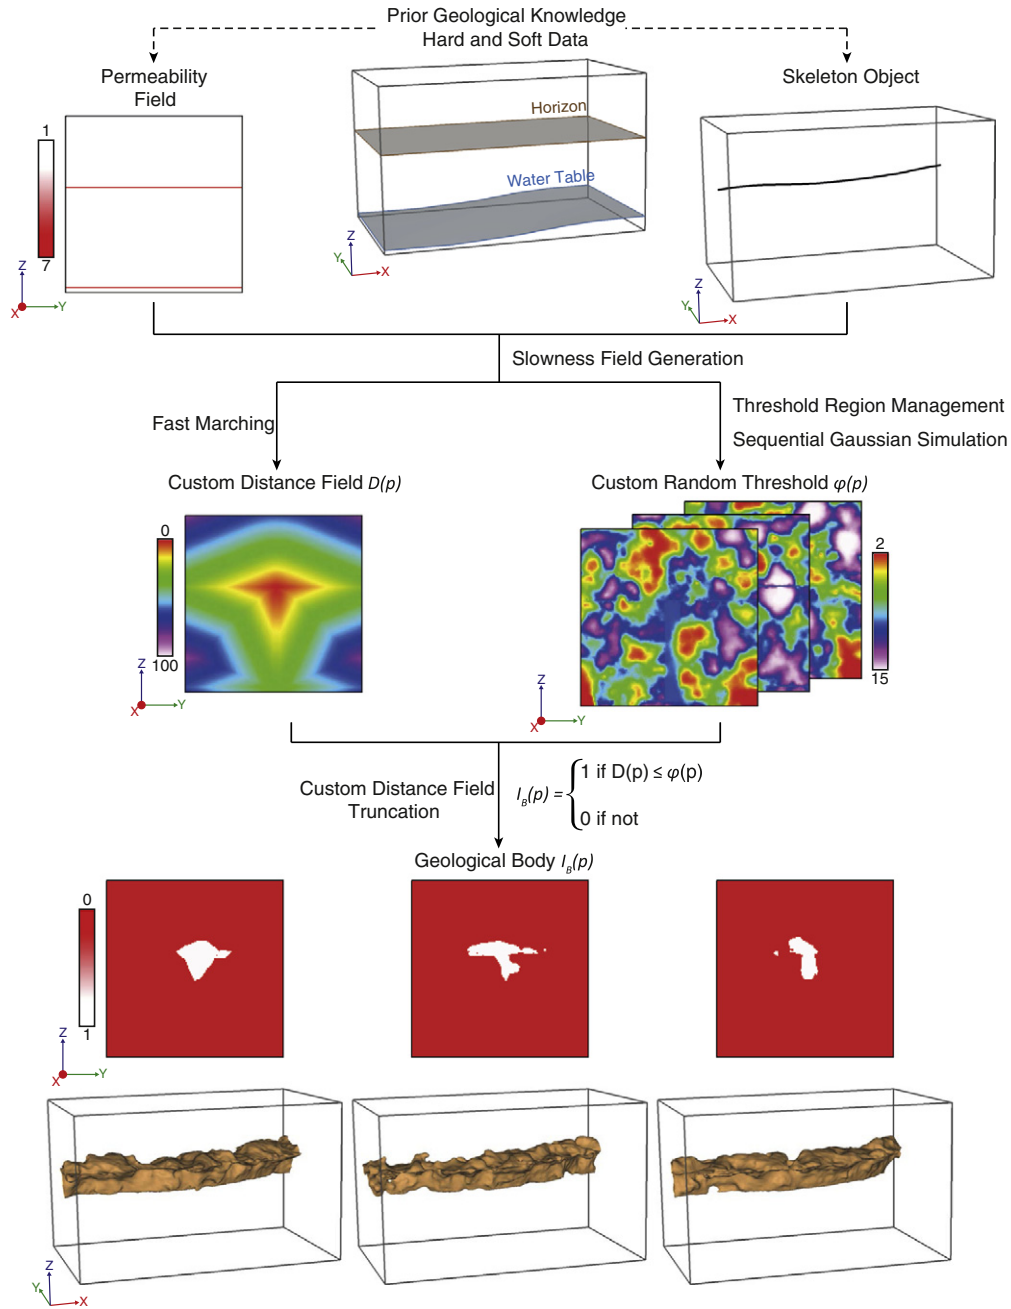 Prior Geological Knowledge
Hard and Soft Data
Permeability
Field
Skeleton Object
1
7
Z
X
Y
Horizon
Water Table
Z
Y
X
Z
Y
X
Slowness Field Generation
Fast Marching
Threshold Region Management
Sequential Gaussian Simulation
Custom Distance Field D(p)
Custom Random Threshold φ(p)
0
100
Z
X
Y
2
15
Z
X
Y
Custom Distance Field
Truncation
I_B(p) = { 1 if D(p) ≤ φ(p)
0 if not
Geological Body I_B(p)
0
1
Z
X
Y
Z
Y
X